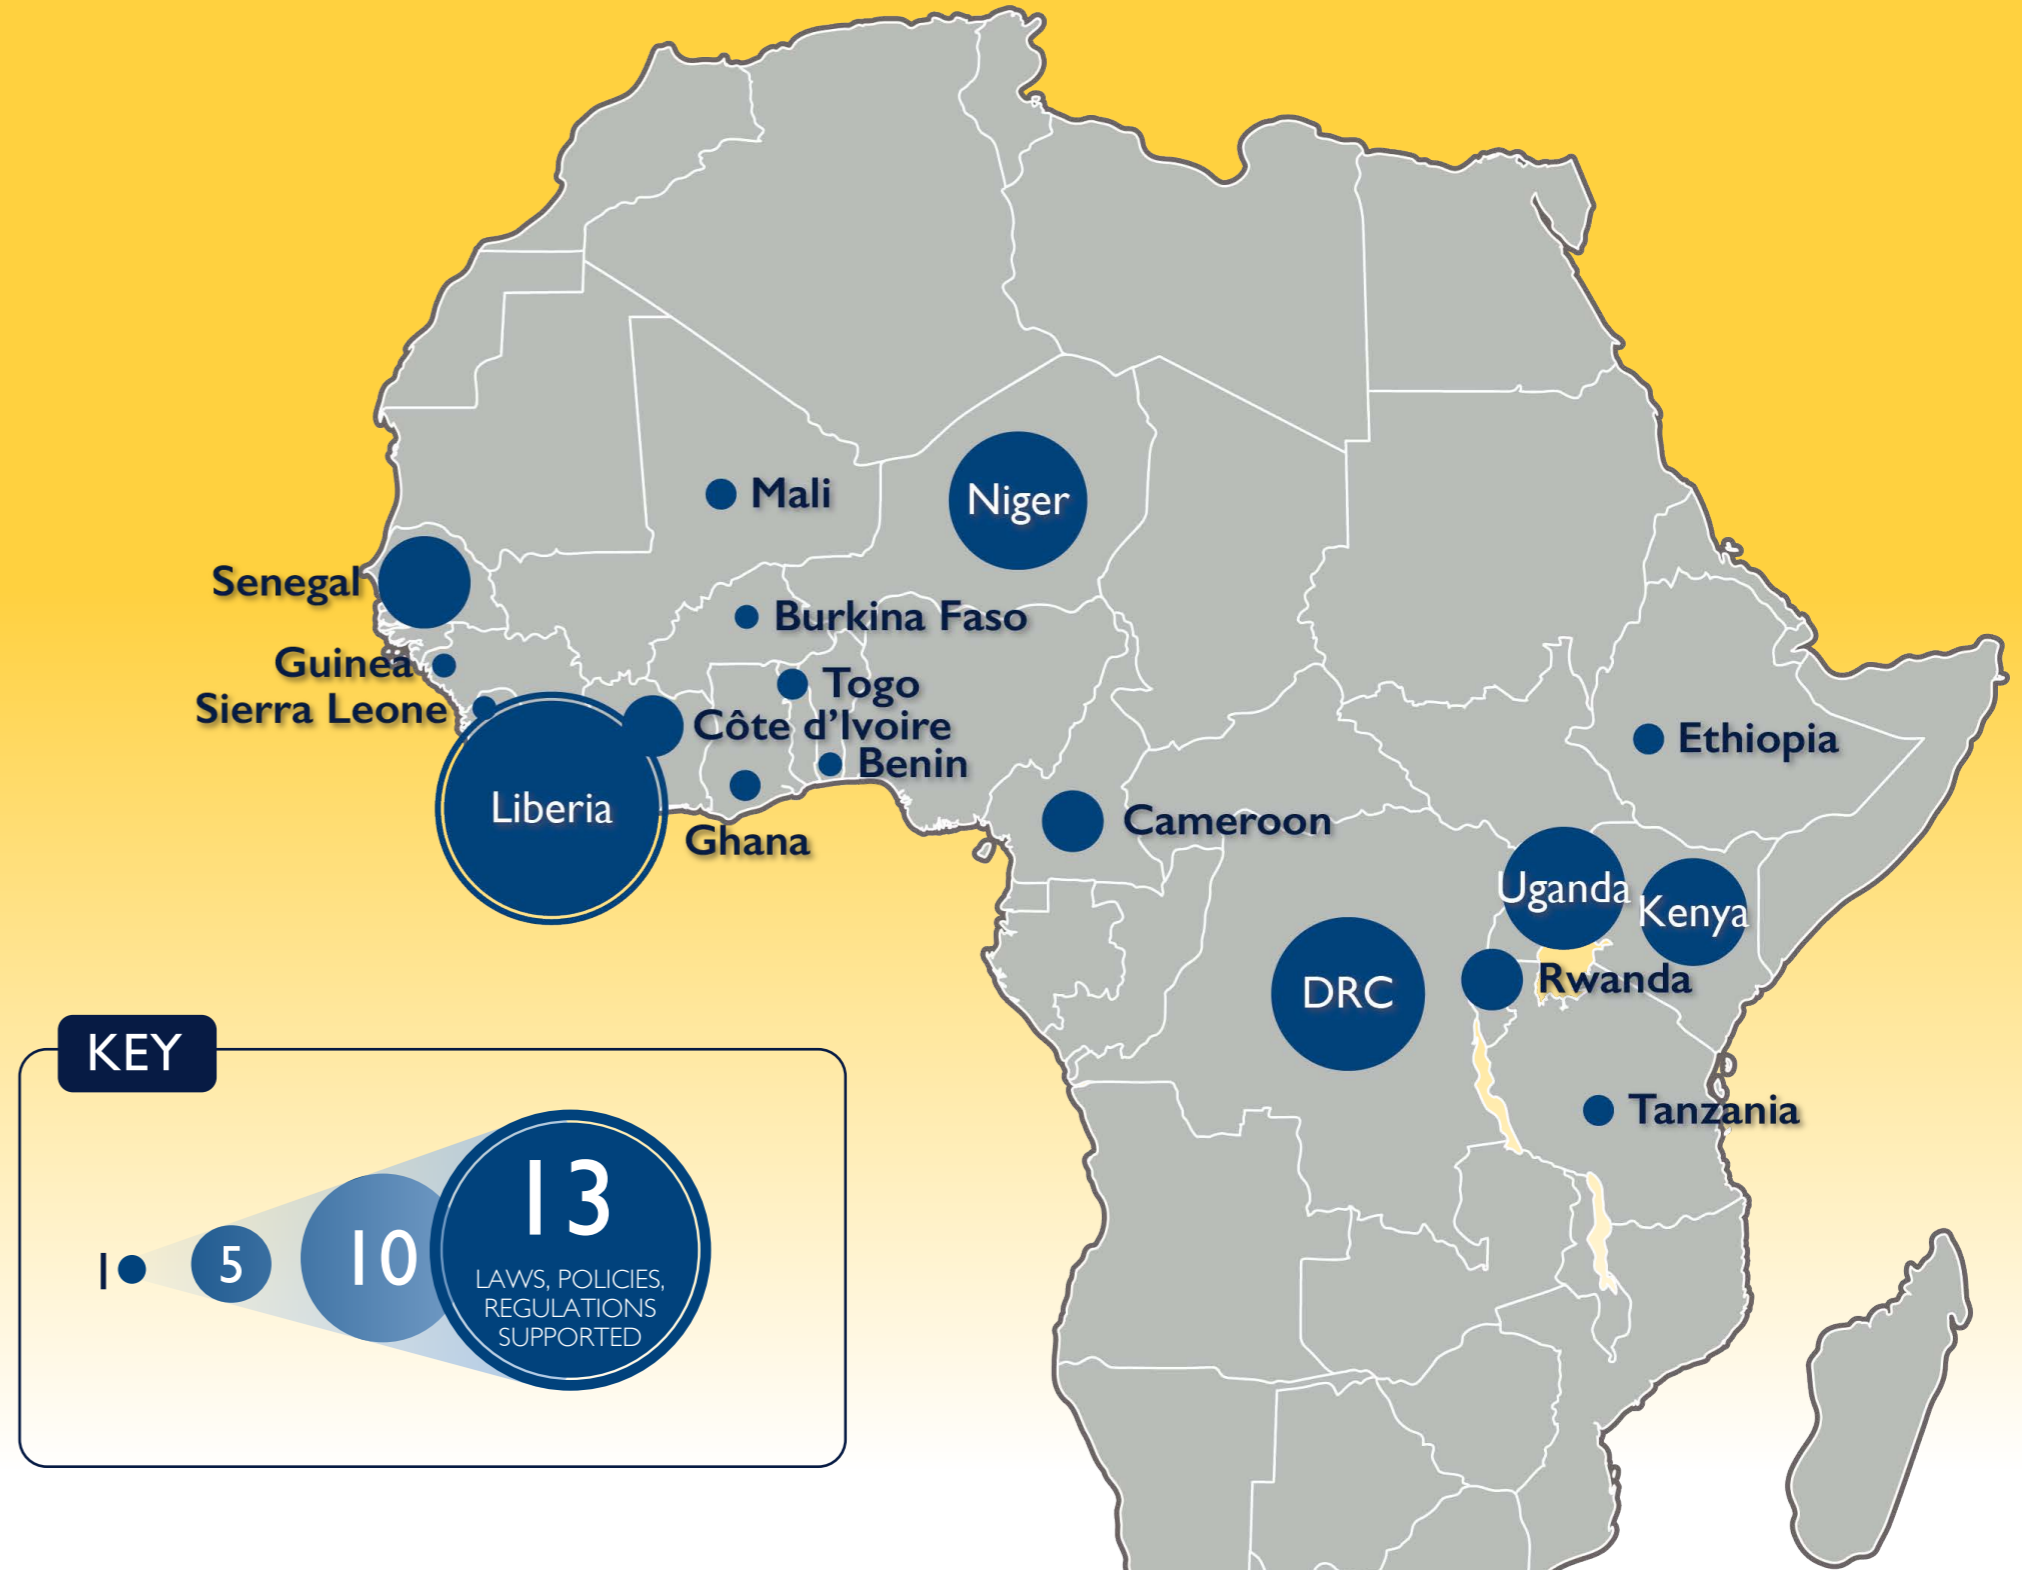 Mali
Niger
Senegal
Burkina Faso
Guinea
Togo
Sierra Leone
Côte d’Ivoire
Ethiopia
Benin
Liberia
Cameroon
Ghana
Uganda
Kenya
Rwanda
DRC
Tanzania
KEY
1
5
10
13
LAWS, POLICIES,
REGULATIONS
SUPPORTED